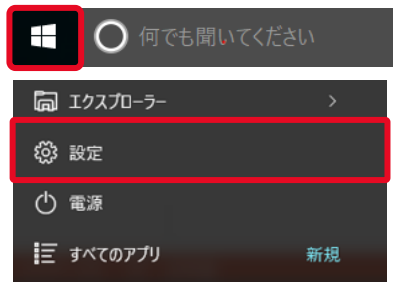 何でも聞いてください
エクスプローラー
設定
電源
すべてのアプリ 新規